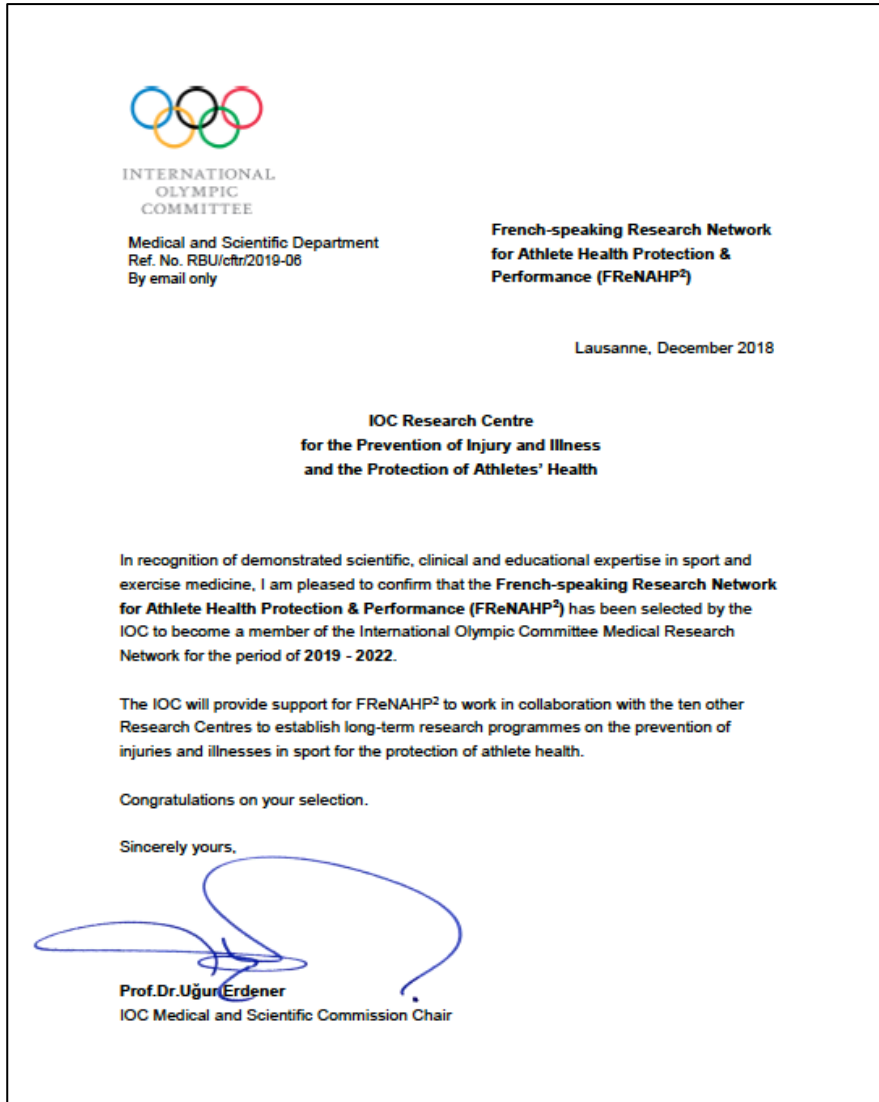 INTERNATIONAL
OLYMPIC
COMMITTEE
Medical and Scientific Department
Ref. No. RBU/cftr/2019-06
By email only
French-speaking Research Network
for Athlete Health Protection &
Performance (FReNAHP²)
Lausanne, December 2018
IOC Research Centre
for the Prevention of Injury and Illness
and the Protection of Athletes' Health
In recognition of demonstrated scientific, clinical and educational expertise in sport and
exercise medicine, I am pleased to confirm that the French-speaking Research Network
for Athlete Health Protection & Performance (FReNAHP²) has been selected by the
IOC to become a member of the International Olympic Committee Medical Research
Network for the period of 2019 - 2022.
The IOC will provide support for FReNAHP² to work in collaboration with the ten other
Research Centres to establish long-term research programmes on the prevention of
injuries and illnesses in sport for the protection of athlete health.
Congratulations on your selection.
Sincerely yours,
Prof.Dr.Uğur Erdener
IOC Medical and Scientific Commission Chair